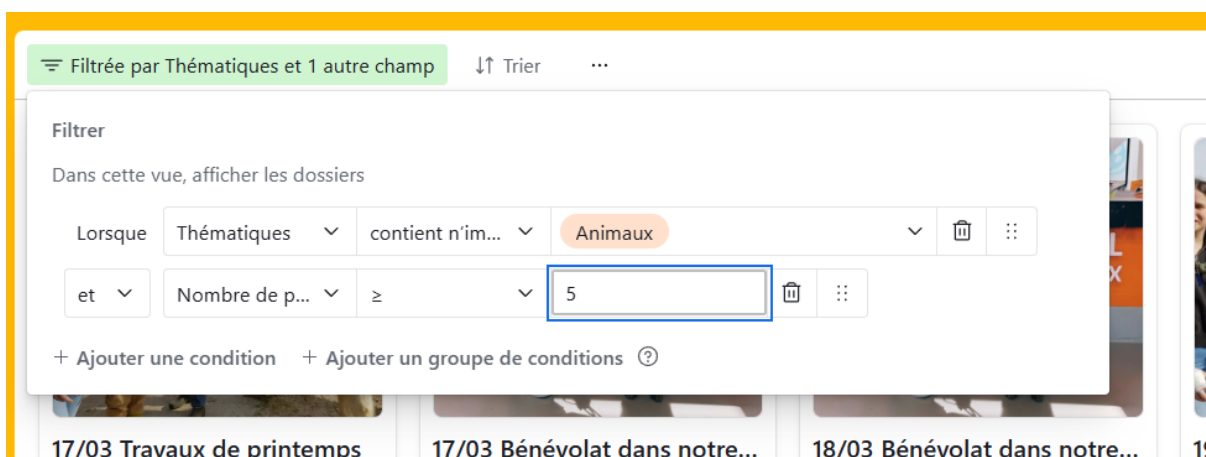 Filtrée par Thématiques et 1 autre champ Trier ...
Filtrer
Dans cette vue, afficher les dossiers
Lorsque Thématiques contient n'im... Animaux
et Nombre de p... ≥ 5
+ Ajouter une condition + Ajouter un groupe de conditions ?
L
X
17/03 Travaux de printemps 17/03 Bénévolat dans notre... 18/03 Bénévolat dans notre...